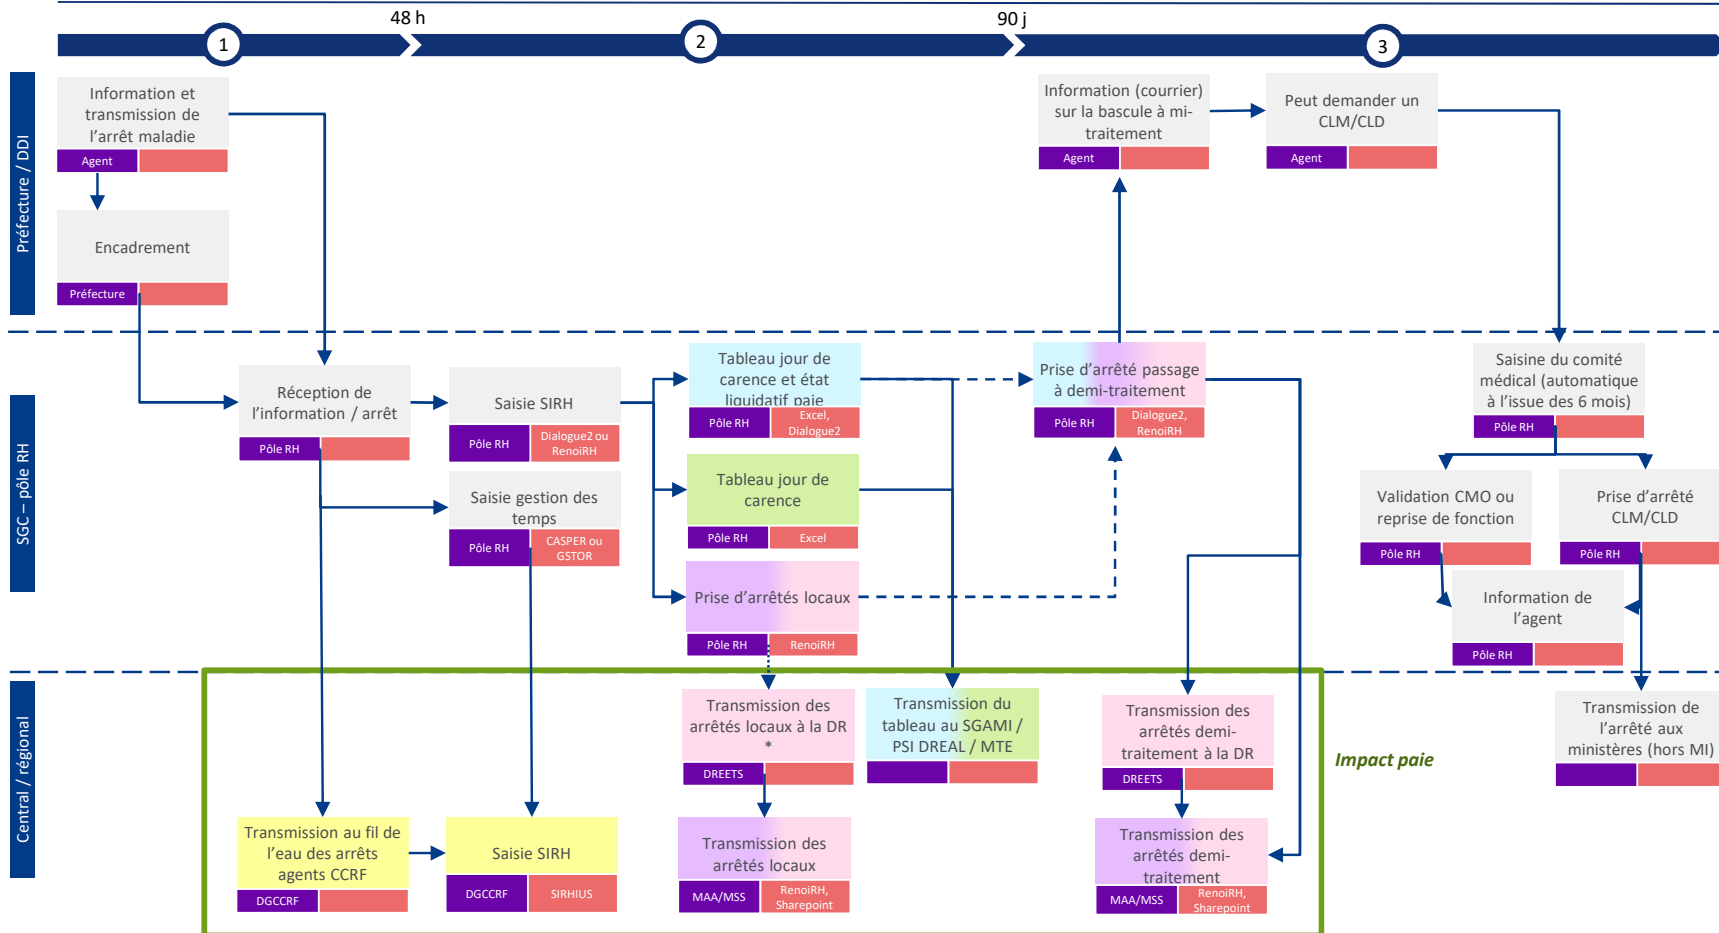 48 h
90 j
1
2
3
Préfecture / DDI
Information et
transmission de
l'arrêt maladie
Agent
Encadrement
Préfecture
Information (courrier)
sur la bascule à mi-
traitement
Agent
Peut demander un
CLM/CLD
Agent
SGC – pôle RH
Réception de
l'information / arrêt
Pôle RH
Saisie SIRH
Pôle RH
Dialogue2 ou
RenoiRH
Saisie gestion des
temps
Pôle RH
CASPER ou
GSTOR
Tableau jour de
carence et état
liquidatif paie
Pôle RH
Excel,
Dialogue2
Tableau jour de
carence
Pôle RH
Excel
Prise d'arrêtés locaux
Pôle RH
RenoiRH
Prise d'arrêté passage
à demi-traitement
Pôle RH
Dialogue2,
RenoiRH
Saisine du comité
médical (automatique
à l'issue des 6 mois)
Pôle RH
Validation CMO ou
reprise de fonction
Pôle RH
Prise d'arrêté
CLM/CLD
Pôle RH
Information de
l'agent
Pôle RH
Central / régional
Transmission au fil de
l'eau des arrêts
agents CCRF
DGCCRF
Saisie SIRH
DGCCRF
SIRHIUS
Transmission des
arrêtés locaux à la DR
*
DREETS
Transmission des
arrêtés locaux
MAA/MSS
RenoiRH,
Sharepoint
Transmission du
tableau au SGAMI /
PSI DREAL / MTE
Transmission des
arrêtés demi-
traitement à la DR
DREETS
Transmission des
arrêtés demi-
traitement
MAA/MSS
RenoiRH,
Sharepoint
Impact paie
Transmission de
l'arrêté aux
ministères (hors MI)